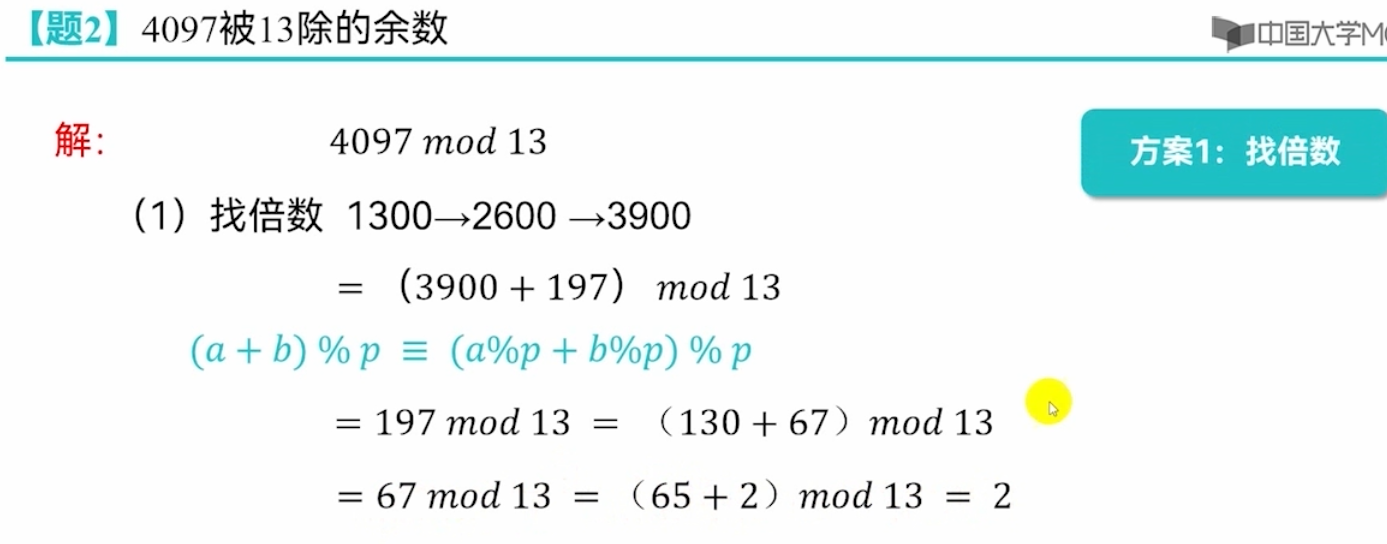 【题2】4097被13除的余数
中国大学M
解：
4097 mod 13
方案1：找倍数
（1）找倍数 1300→2600 →3900
= （3900 + 197） mod 13
(a + b) % p ≡ (a%p + b%p) % p
= 197 mod 13 = （130 + 67）mod 13
= 67 mod 13 = （65 + 2）mod 13 = 2